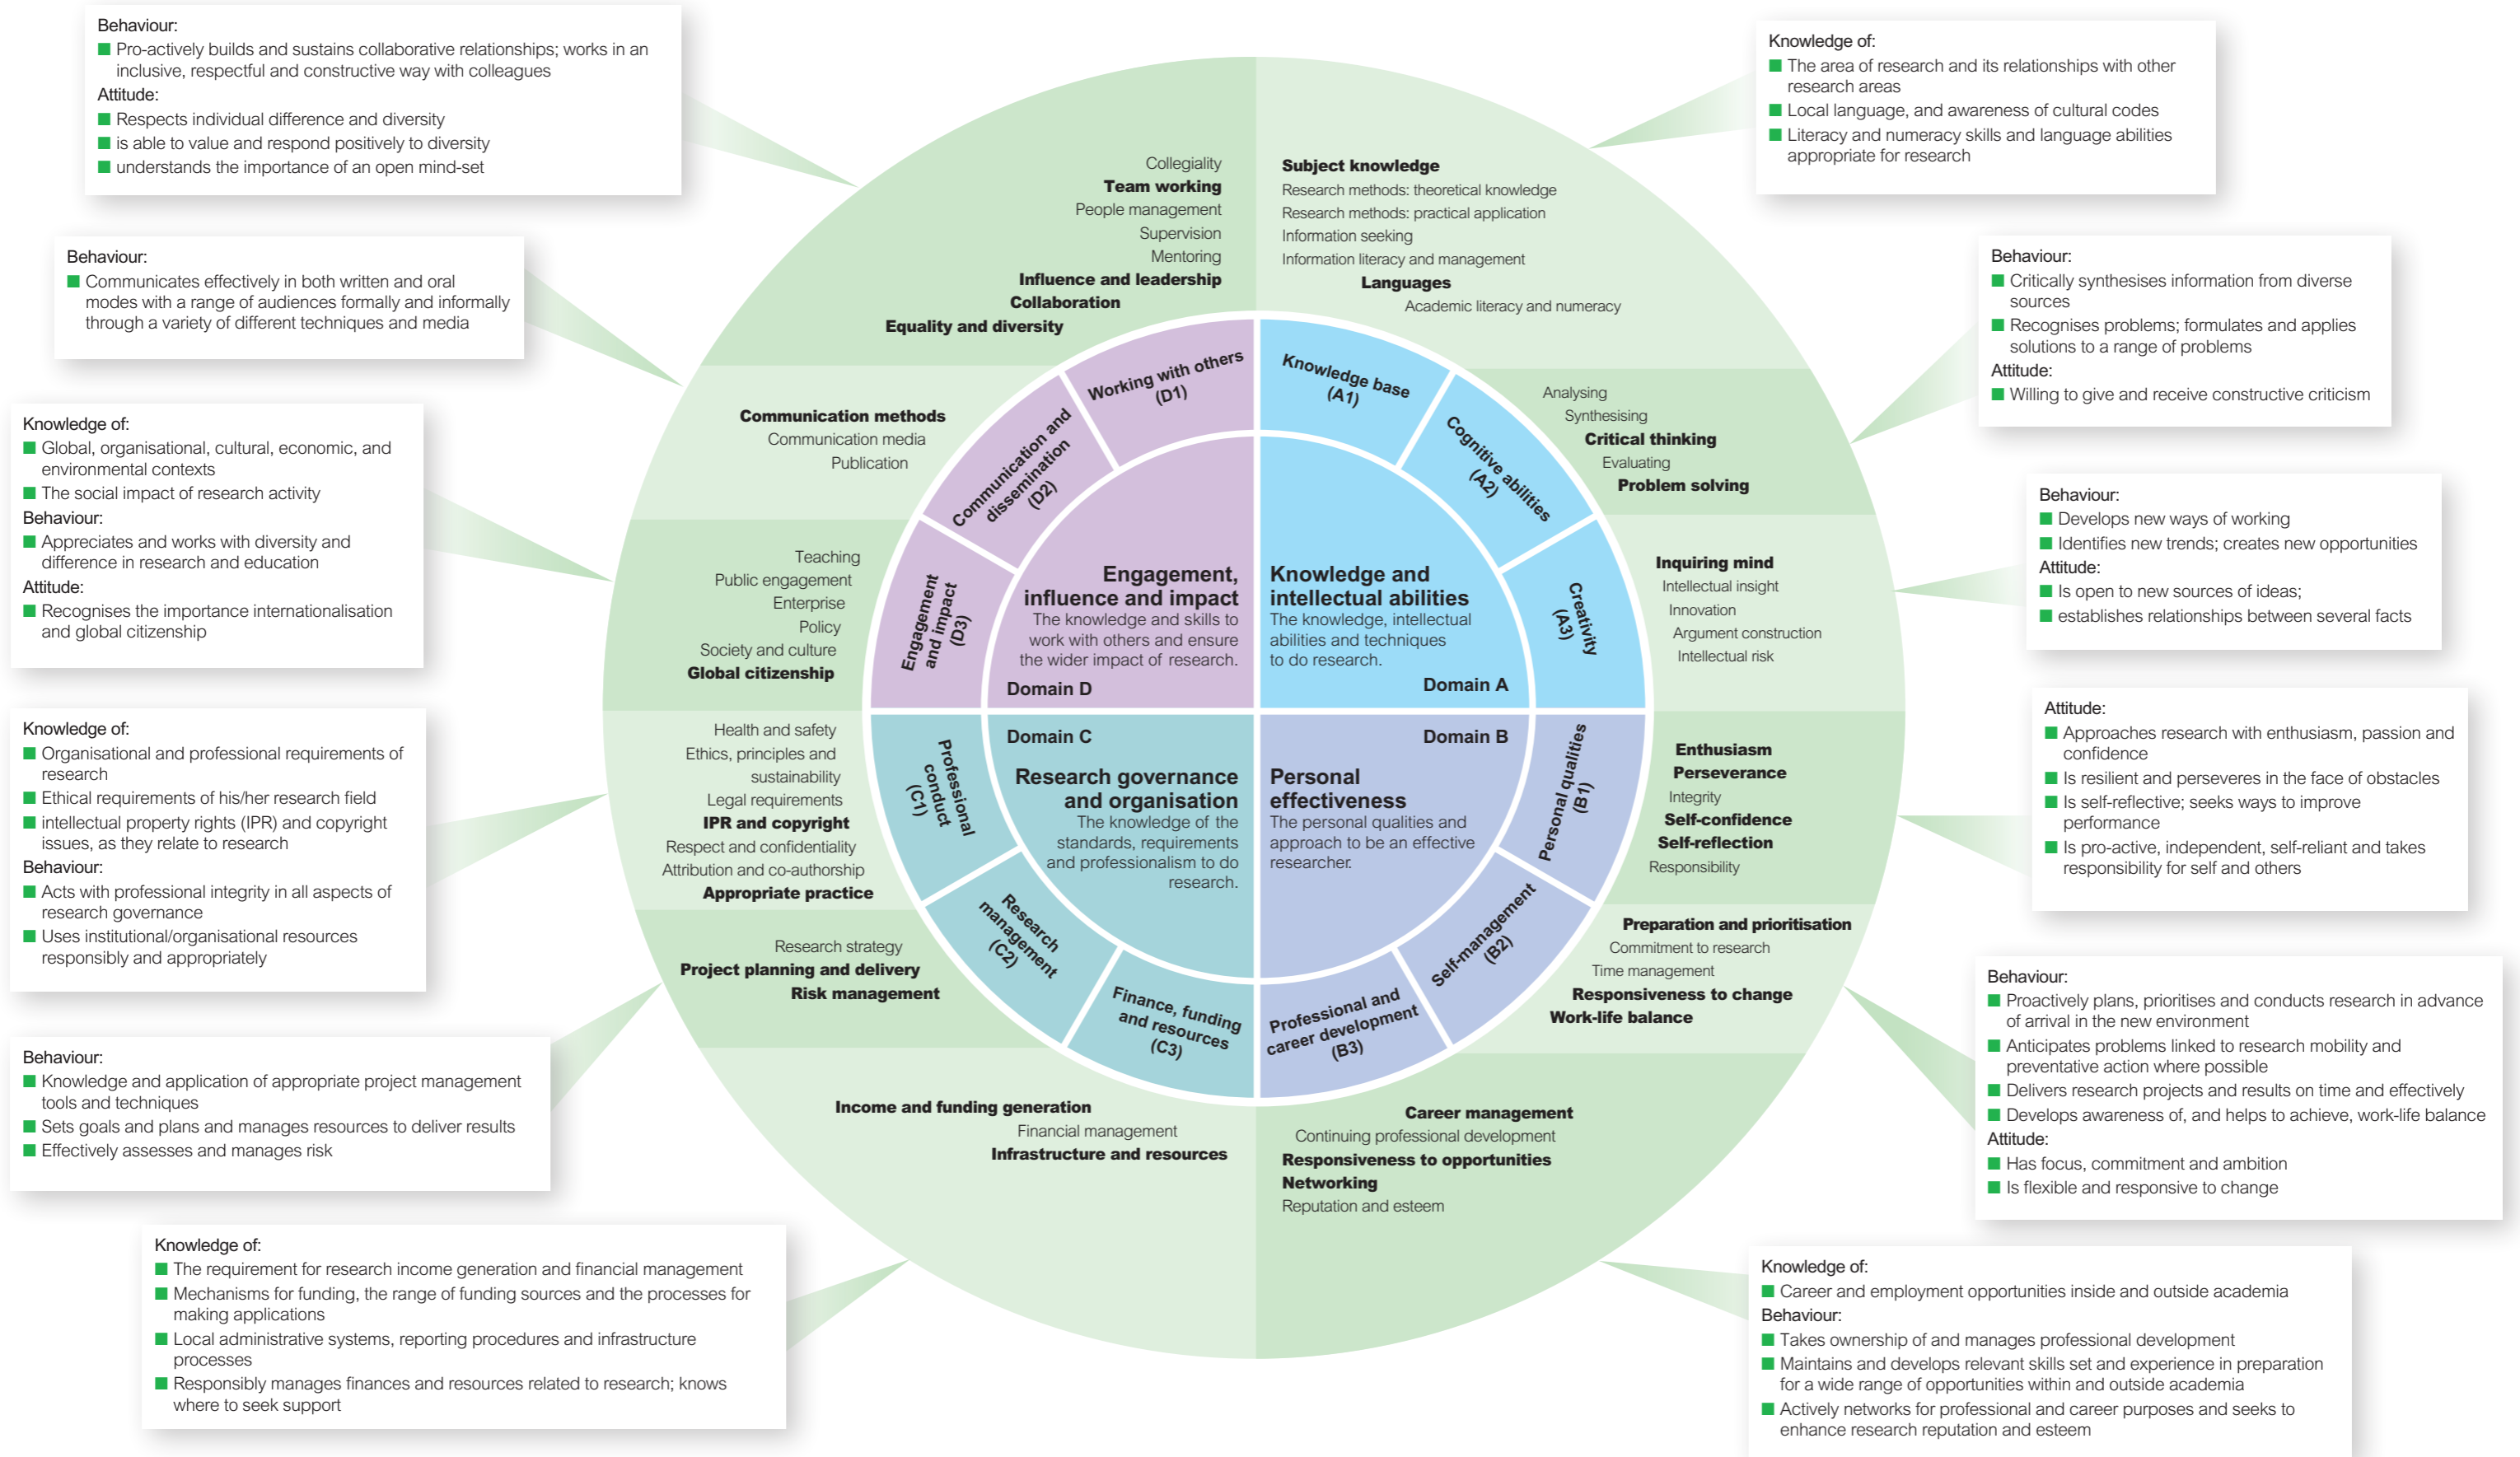 Behaviour:
Pro-actively builds and sustains collaborative relationships; works in an
inclusive, respectful and constructive way with colleagues
Attitude:
Respects individual difference and diversity
is able to value and respond positively to diversity
understands the importance of an open mind-set
Behaviour:
Communicates effectively in both written and oral
modes with a range of audiences formally and informally
through a variety of different techniques and media
Knowledge of:
Global, organisational, cultural, economic, and
environmental contexts
The social impact of research activity
Behaviour:
Appreciates and works with diversity and
difference in research and education
Attitude:
Recognises the importance internationalisation
and global citizenship
Knowledge of:
Organisational and professional requirements of
research
Ethical requirements of his/her research field
intellectual property rights (IPR) and copyright
issues, as they relate to research
Behaviour:
Acts with professional integrity in all aspects of
research governance
Uses institutional/organisational resources
responsibly and appropriately
Behaviour:
Knowledge and application of appropriate project management
tools and techniques
Sets goals and plans and manages resources to deliver results
Effectively assesses and manages risk
Knowledge of:
The requirement for research income generation and financial management
Mechanisms for funding, the range of funding sources and the processes for
making applications
Local administrative systems, reporting procedures and infrastructure
processes
Responsibly manages finances and resources related to research; knows
where to seek support
Collegiality
Team working
People management
Supervision
Mentoring
Influence and leadership
Collaboration
Equality and diversity
Communication methods
Communication media
Publication
Teaching
Public engagement
Enterprise
Policy
Society and culture
Global citizenship
Health and safety
Ethics, principles and
sustainability
Legal requirements
IPR and copyright
Respect and confidentiality
Attribution and co-authorship
Appropriate practice
Research strategy
Project planning and delivery
Risk management
Income and funding generation
Financial management
Infrastructure and resources
Working with others
(D1)
Communication and
dissemination
(D2)
Engagement
and impact
(D3)
Professional
conduct
(C1)
Research
management
(C2)
Finance, funding
and resources
(C3)
Engagement,
influence and impact
The knowledge and skills to
work with others and ensure
the wider impact of research.
Domain D
Domain C
Research governance
and organisation
The knowledge of the
standards, requirements
and professionalism to do
research.
Knowledge and
intellectual abilities
The knowledge, intellectual
abilities and techniques
to do research.
Domain A
Domain B
Personal
effectiveness
The personal qualities and
approach to be an effective
researcher.
Knowledge base
(A1)
Cognitive abilities
(A2)
Creativity
(A3)
Personal qualities
(B1)
Self-management
(B2)
Professional and
career development
(B3)
Subject knowledge
Research methods: theoretical knowledge
Research methods: practical application
Information seeking
Information literacy and management
Languages
Academic literacy and numeracy
Analysing
Synthesising
Critical thinking
Evaluating
Problem solving
Inquiring mind
Intellectual insight
Innovation
Argument construction
Intellectual risk
Enthusiasm
Perseverance
Integrity
Self-confidence
Self-reflection
Responsibility
Preparation and prioritisation
Commitment to research
Time management
Responsiveness to change
Work-life balance
Career management
Continuing professional development
Responsiveness to opportunities
Networking
Reputation and esteem
Knowledge of:
The area of research and its relationships with other
research areas
Local language, and awareness of cultural codes
Literacy and numeracy skills and language abilities
appropriate for research
Behaviour:
Critically synthesises information from diverse
sources
Recognises problems; formulates and applies
solutions to a range of problems
Attitude:
Willing to give and receive constructive criticism
Behaviour:
Develops new ways of working
Identifies new trends; creates new opportunities
Attitude:
Is open to new sources of ideas;
establishes relationships between several facts
Attitude:
Approaches research with enthusiasm, passion and
confidence
Is resilient and perseveres in the face of obstacles
Is self-reflective; seeks ways to improve
performance
Is pro-active, independent, self-reliant and takes
responsibility for self and others
Behaviour:
Proactively plans, prioritises and conducts research in advance
of arrival in the new environment
Anticipates problems linked to research mobility and
preventative action where possible
Delivers research projects and results on time and effectively
Develops awareness of, and helps to achieve, work-life balance
Attitude:
Has focus, commitment and ambition
Is flexible and responsive to change
Knowledge of:
Career and employment opportunities inside and outside academia
Behaviour:
Takes ownership of and manages professional development
Maintains and develops relevant skills set and experience in preparation
for a wide range of opportunities within and outside academia
Actively networks for professional and career purposes and seeks to
enhance research reputation and esteem